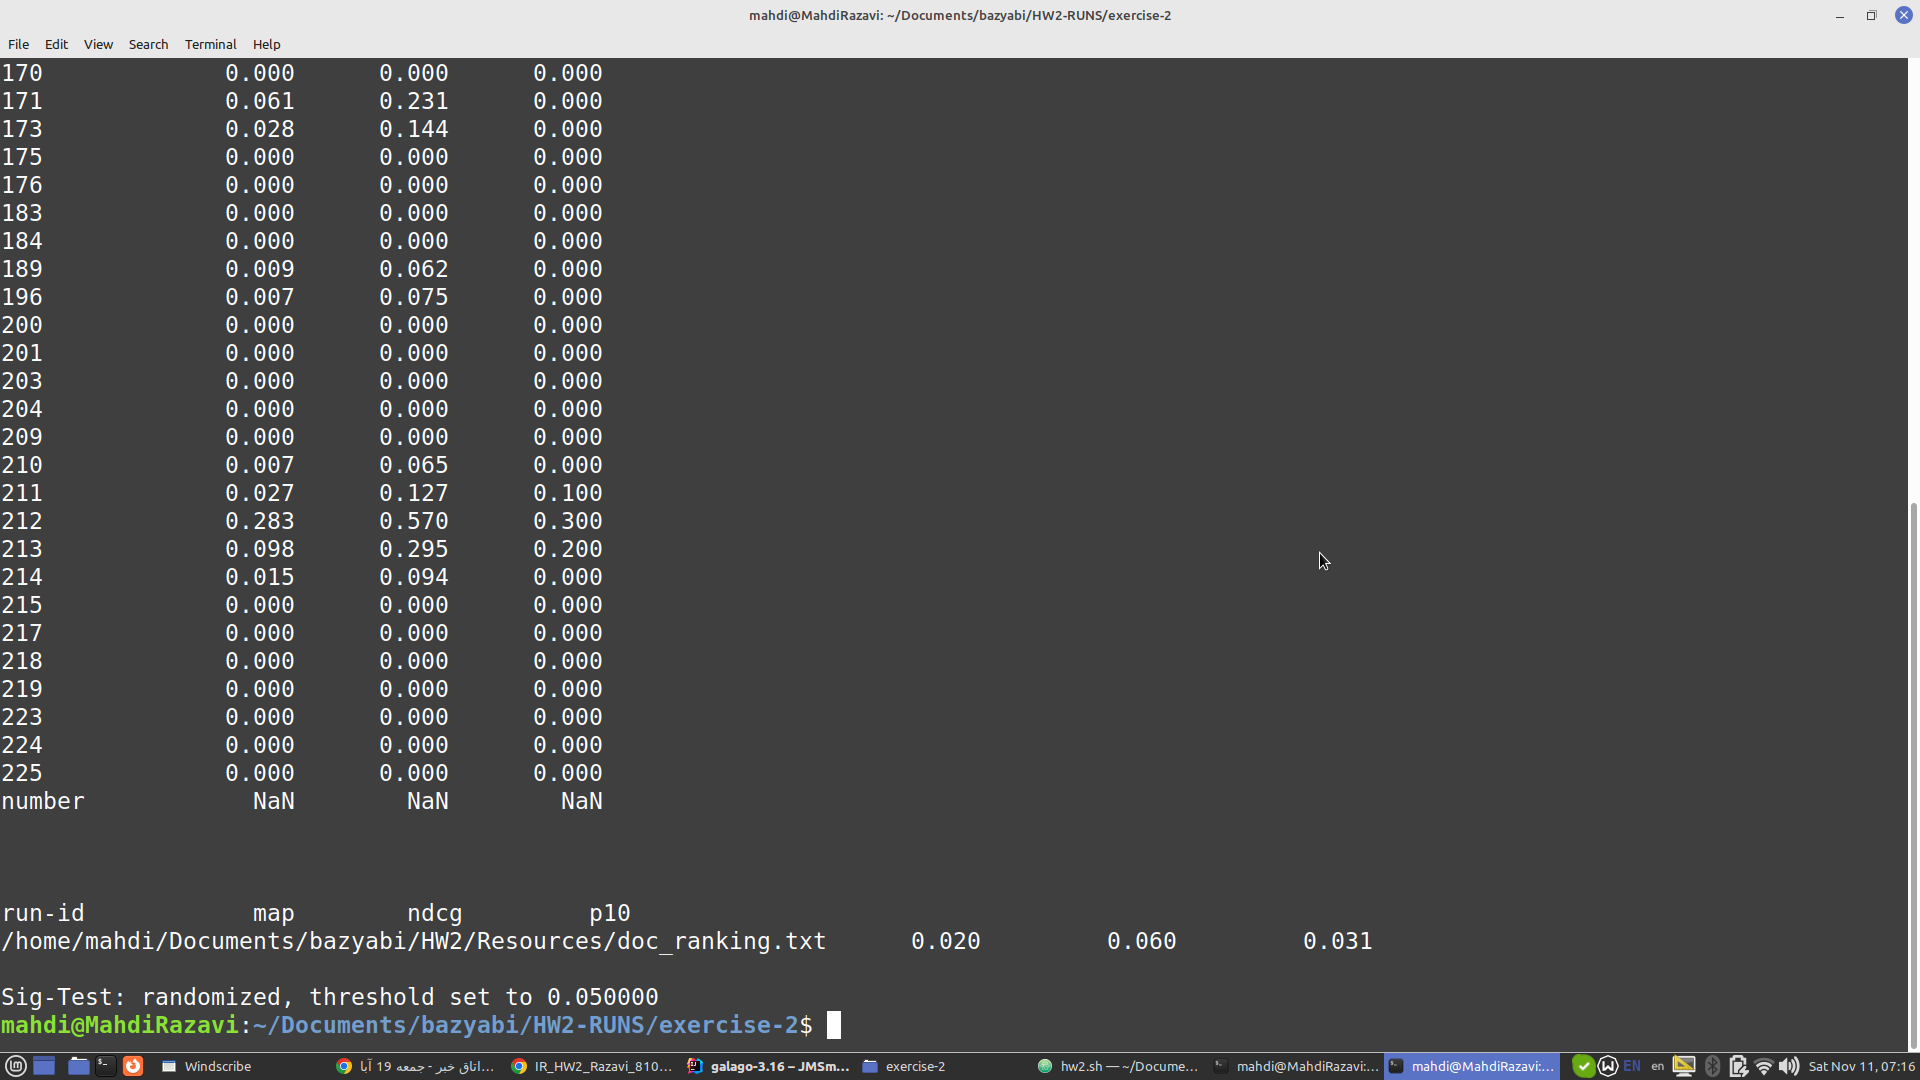 mahdi@MahdiRazavi: ~/Documents/bazyabi/HW2-RUNS/exercise-2
File Edit View Search Terminal Help
170 0.000 0.000 0.000
171 0.061 0.231 0.000
173 0.028 0.144 0.000
175 0.000 0.000 0.000
176 0.000 0.000 0.000
183 0.000 0.000 0.000
184 0.000 0.000 0.000
189 0.009 0.062 0.000
196 0.007 0.075 0.000
200 0.000 0.000 0.000
201 0.000 0.000 0.000
203 0.000 0.000 0.000
204 0.000 0.000 0.000
209 0.000 0.000 0.000
210 0.007 0.065 0.000
211 0.027 0.127 0.100
212 0.283 0.570 0.300
213 0.098 0.295 0.200
214 0.015 0.094 0.000
215 0.000 0.000 0.000
217 0.000 0.000 0.000
218 0.000 0.000 0.000
219 0.000 0.000 0.000
223 0.000 0.000 0.000
224 0.000 0.000 0.000
225 0.000 0.000 0.000
number NaN NaN NaN
run-id map ndcg p10
/home/mahdi/Documents/bazyabi/HW2/Resources/doc_ranking.txt 0.020 0.060 0.031
Sig-Test: randomized, threshold set to 0.050000
mahdi@MahdiRazavi:~/Documents/bazyabi/HW2-RUNS/exercise-2$
Windscribe اتاق خبر - جمعه 19 آبا... IR_HW2_Razavi_810... galago-3.16 – JMSm... exercise-2 hw2.sh — ~/Docume... mahdi@MahdiRazavi:... mahdi@MahdiRazavi:... EN en Sat Nov 11, 07:16